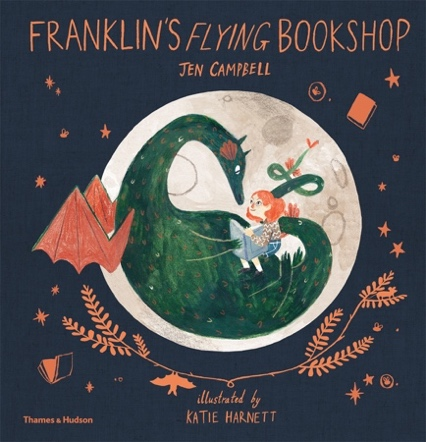 FRANKLIN'S FLYING BOOKSHOP
JEN CAMPBELL
illustrated by
KATIE HARNETT
Thames & Hudson